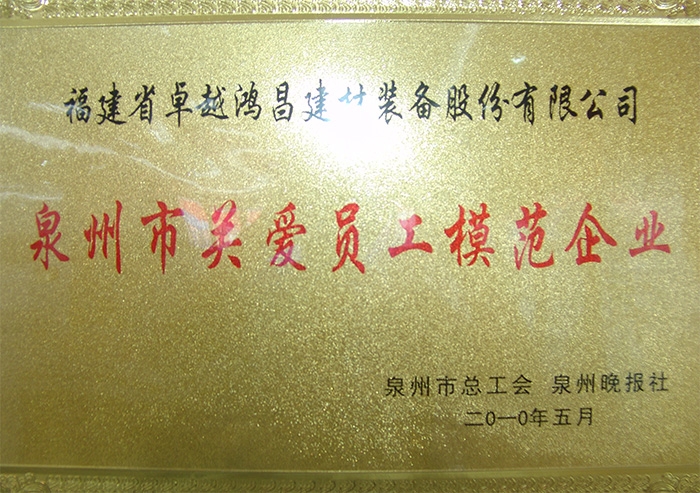 福建省卓越鸿昌建材装备股份有限公司
泉州市关爱员工模范企业
泉州市总工会 泉州晚报社
二〇一〇年五月